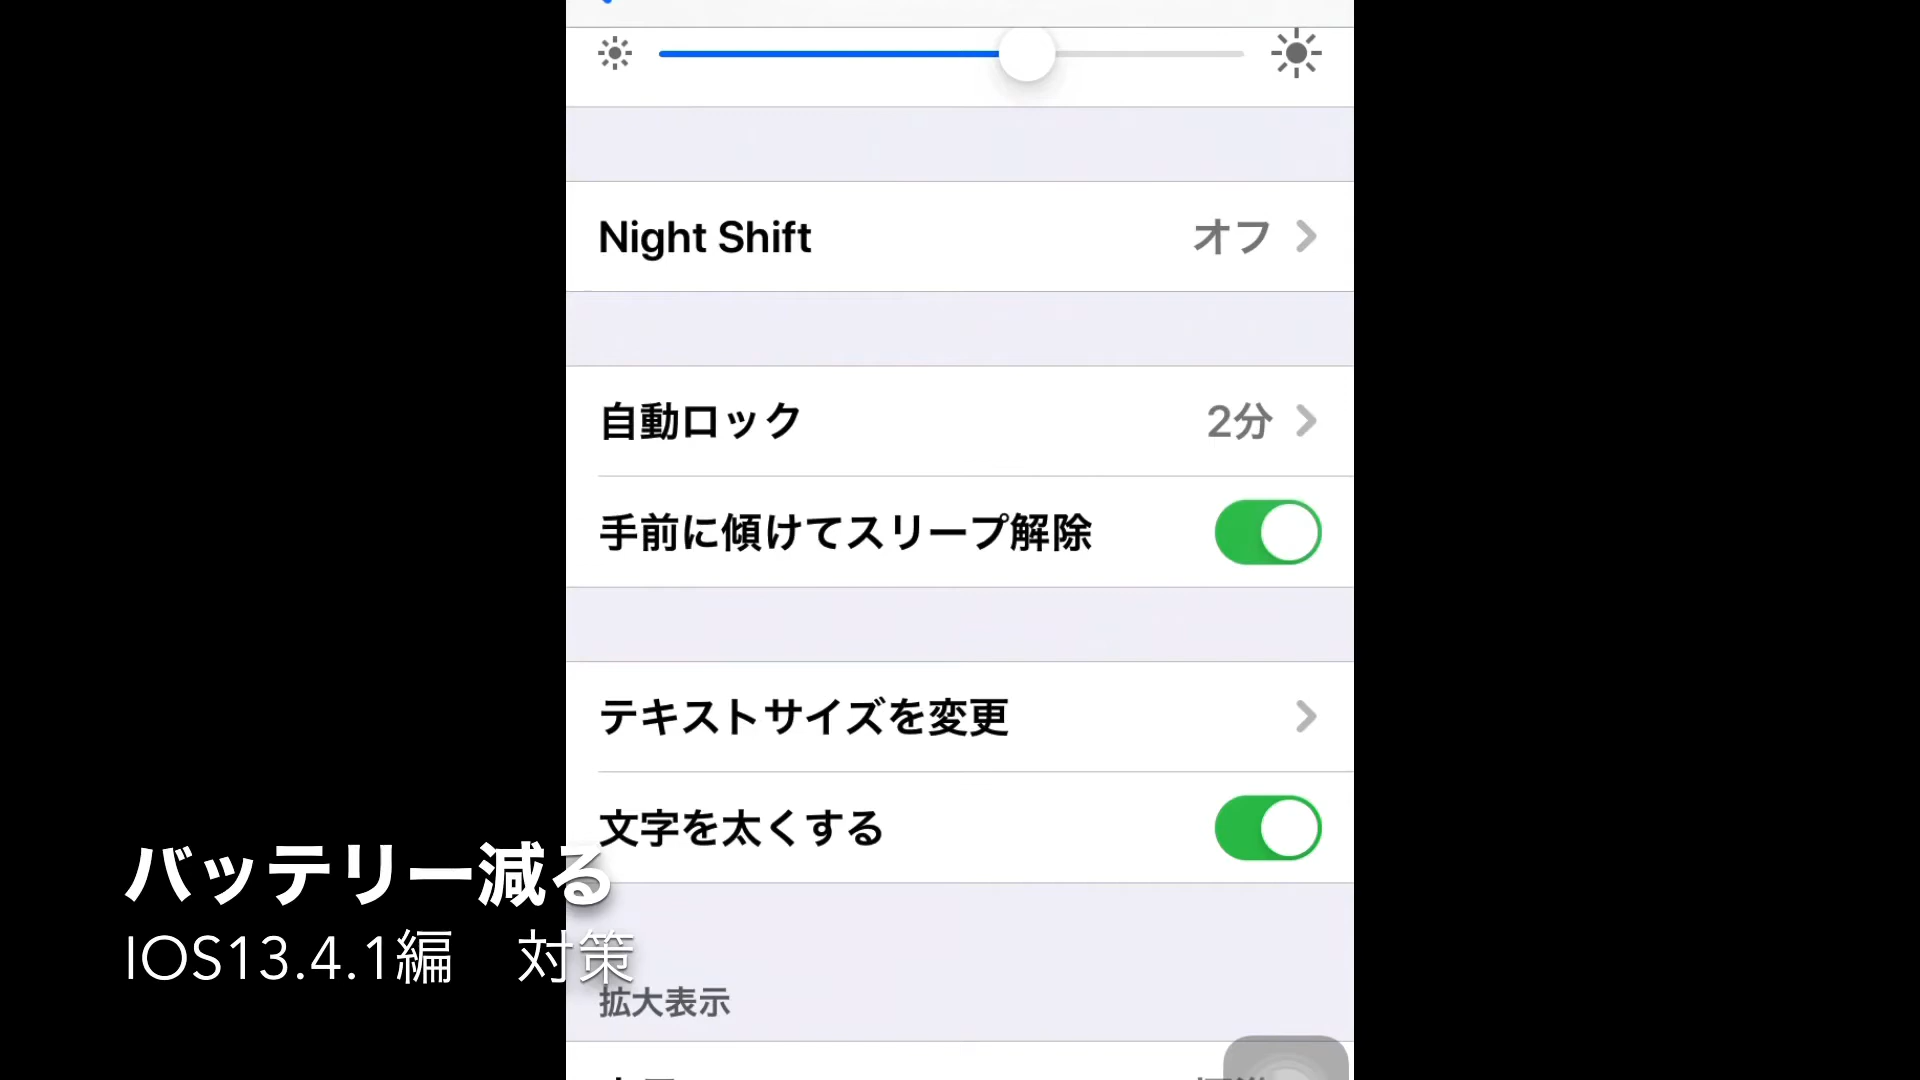 Night Shift オフ
自動ロック 2分
手前に傾けてスリープ解除
テキストサイズを変更
文字を太くする
バッテリー減る
IOS13.4.1編　対策
拡大表示